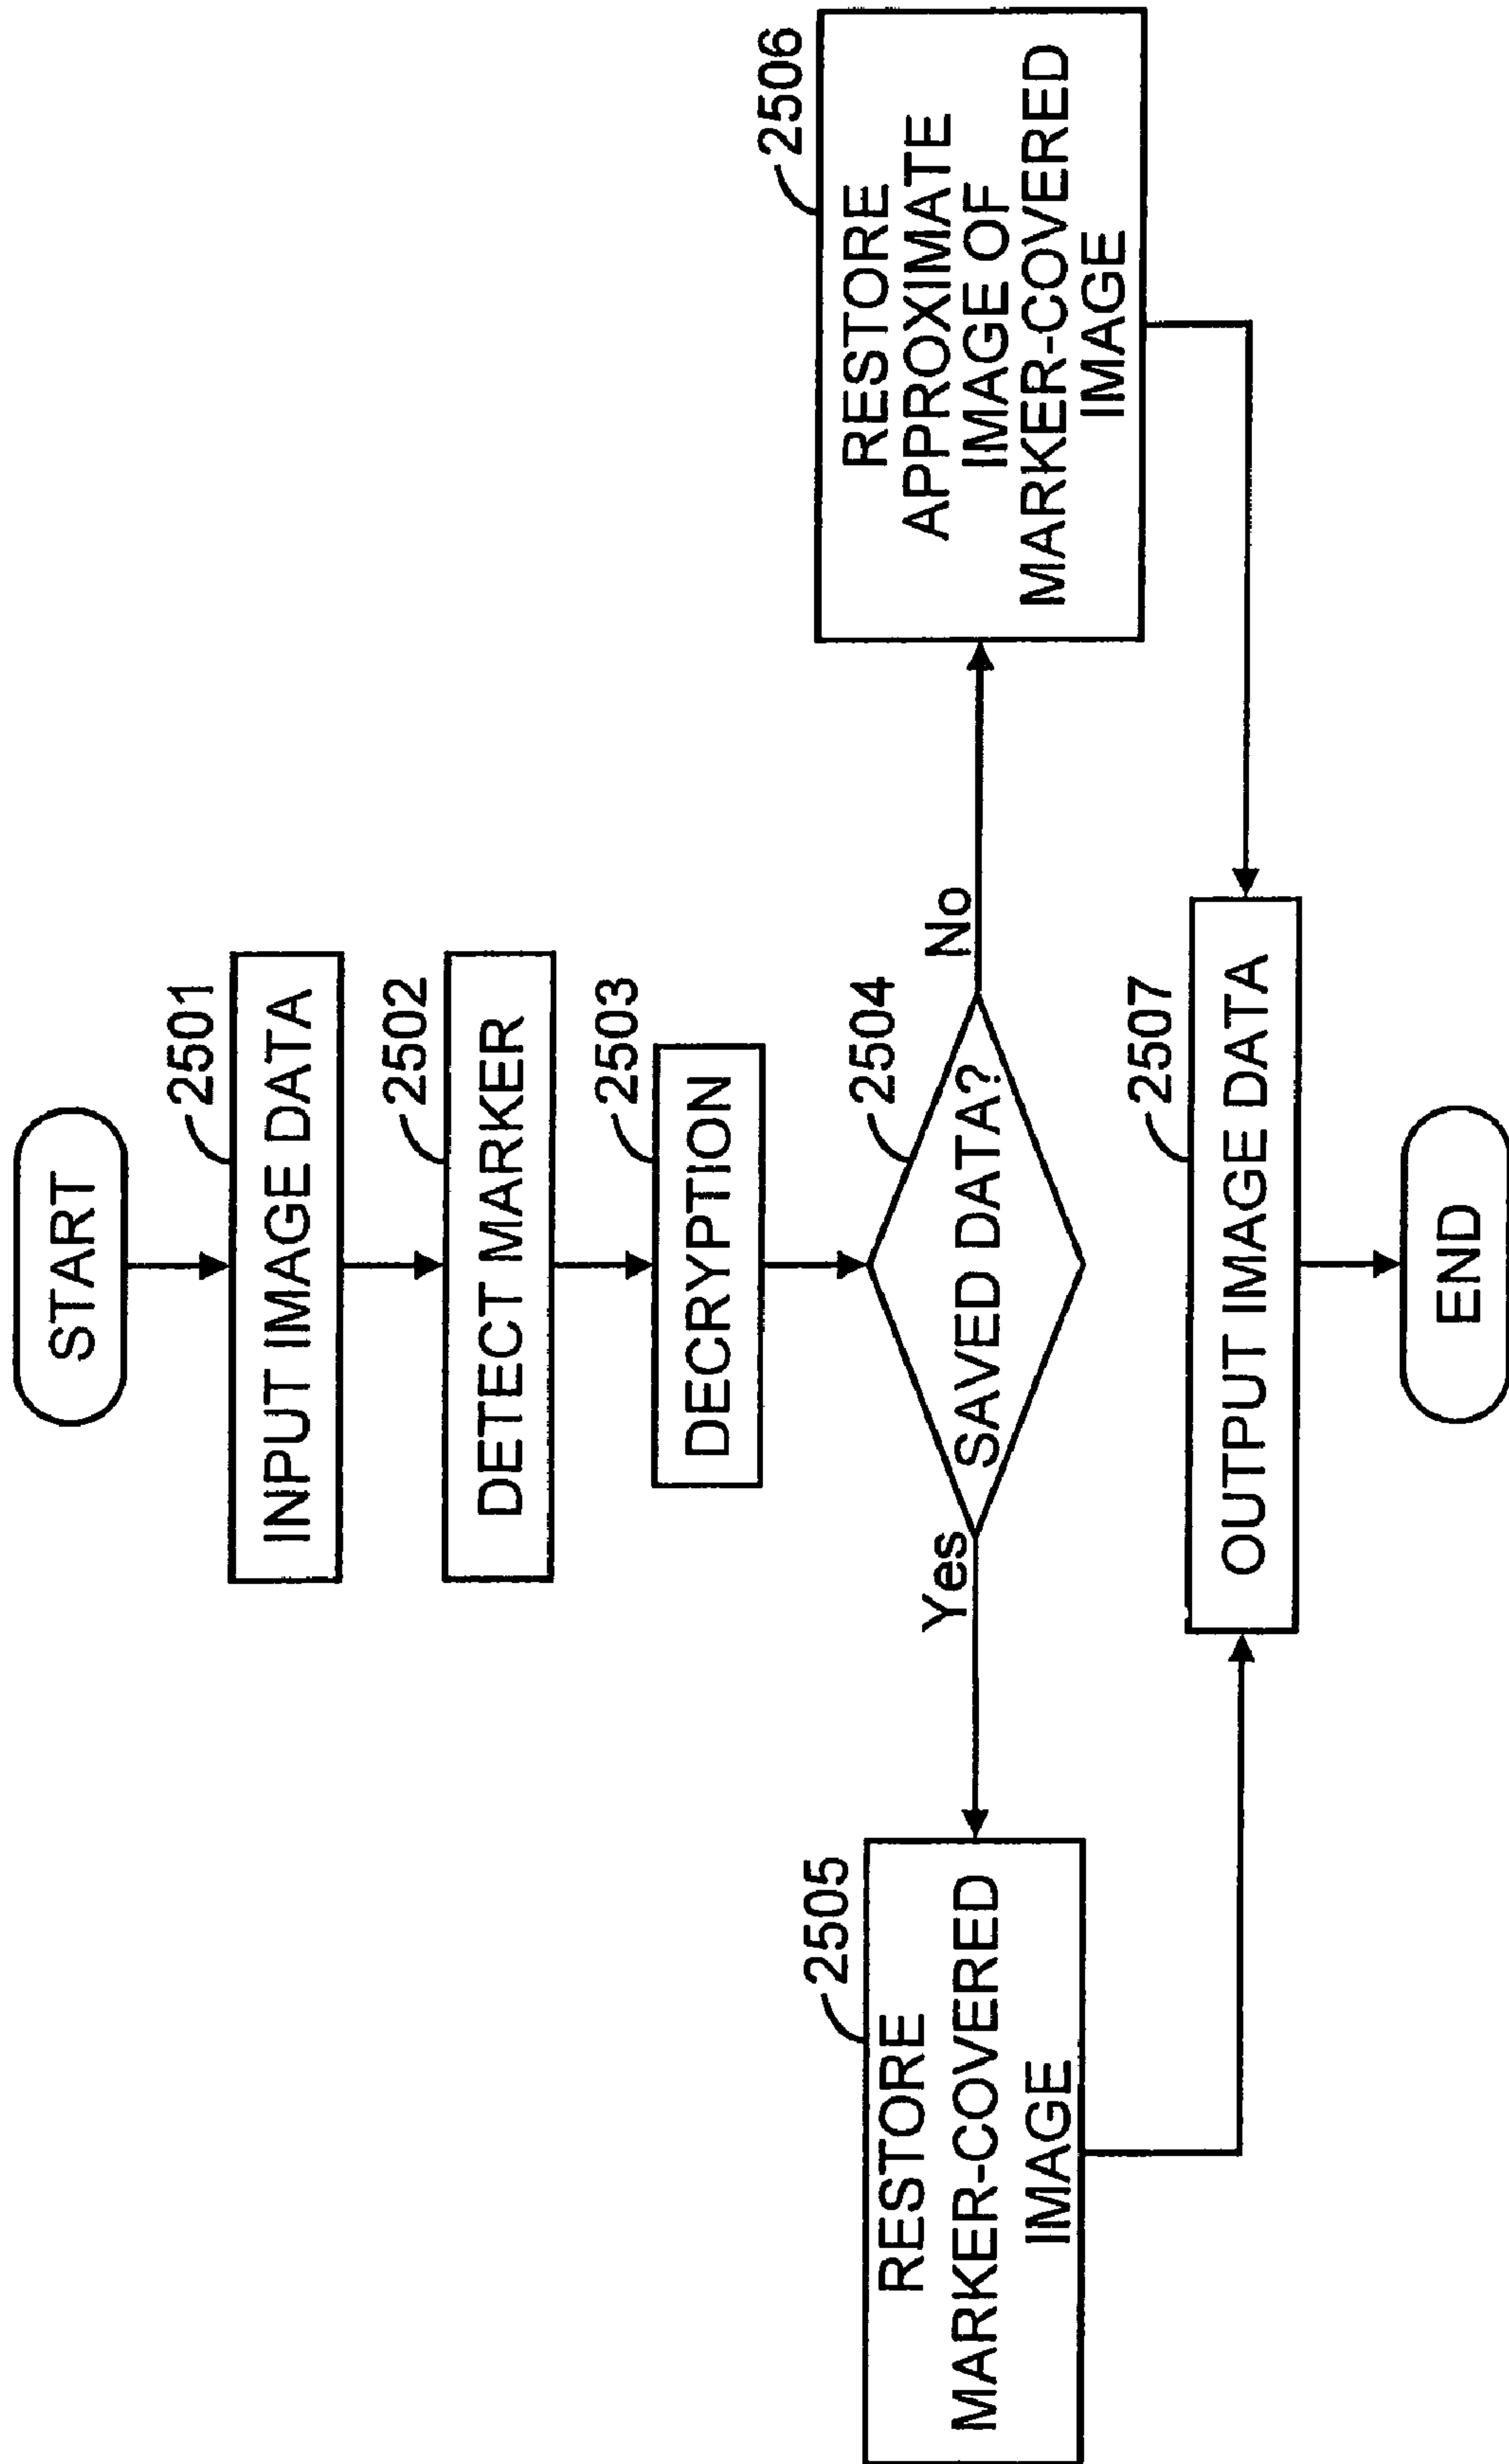 START
2501
INPUT IMAGE DATA
2502
DETECT MARKER
2503
DECRYPTION
2504
SAVED DATA?
Yes
No
2505
RESTORE
MARKER-COVERED
IMAGE
2506
RESTORE
APPROXIMATE
IMAGE OF
MARKER-COVERED
IMAGE
2507
OUTPUT IMAGE DATA
END